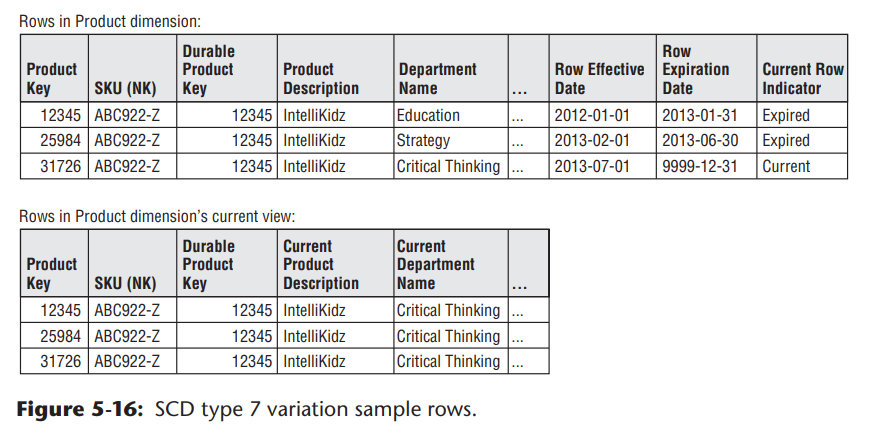 Rows in Product dimension:
Product Key | SKU (NK) | Durable Product Key | Product Description | Department Name | ... | Row Effective Date | Row Expiration Date | Current Row Indicator
12345 | ABC922-Z | 12345 | IntelliKidz | Education | ... | 2012-01-01 | 2013-01-31 | Expired
25984 | ABC922-Z | 12345 | IntelliKidz | Strategy | ... | 2013-02-01 | 2013-06-30 | Expired
31726 | ABC922-Z | 12345 | IntelliKidz | Critical Thinking | ... | 2013-07-01 | 9999-12-31 | Current
Rows in Product dimension's current view:
Product Key | SKU (NK) | Durable Product Key | Current Product Description | Current Department Name | ...
12345 | ABC922-Z | 12345 | IntelliKidz | Critical Thinking | ...
25984 | ABC922-Z | 12345 | IntelliKidz | Critical Thinking | ...
31726 | ABC922-Z | 12345 | IntelliKidz | Critical Thinking | ...
Figure 5-16: SCD type 7 variation sample rows.